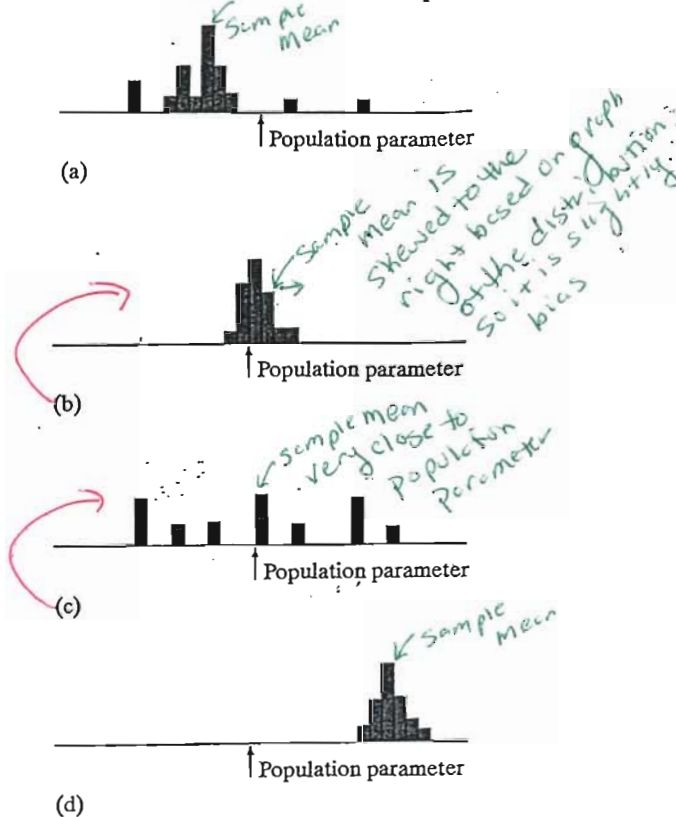 Sample
Mean
Population parameter
(a)
sample
mean is
skewed to the
right based on graph
of the distribution
so it is slightly
bias
Population parameter
(b)
sample mean
very close to
population
parameter
Population parameter
(c)
sample
mean
Population parameter
(d)